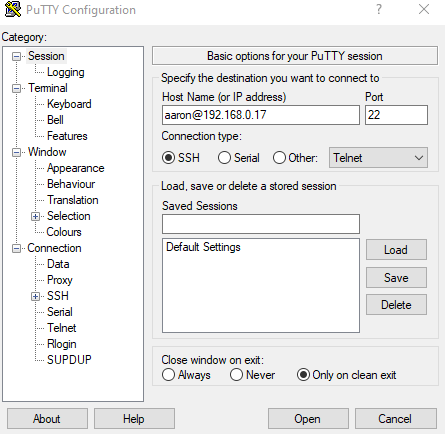 PuTTY Configuration
?
Category:
Session
Logging
Terminal
Keyboard
Bell
Features
Window
Appearance
Behaviour
Translation
Selection
Colours
Connection
Data
Proxy
SSH
Serial
Telnet
Rlogin
SUPDUP
Basic options for your PuTTY session
Specify the destination you want to connect to
Host Name (or IP address) Port
aaron@192.168.0.17 22
Connection type:
SSH Serial Other: Telnet
Load, save or delete a stored session
Saved Sessions
Default Settings
Load
Save
Delete
Close window on exit:
Always Never Only on clean exit
About Help Open Cancel